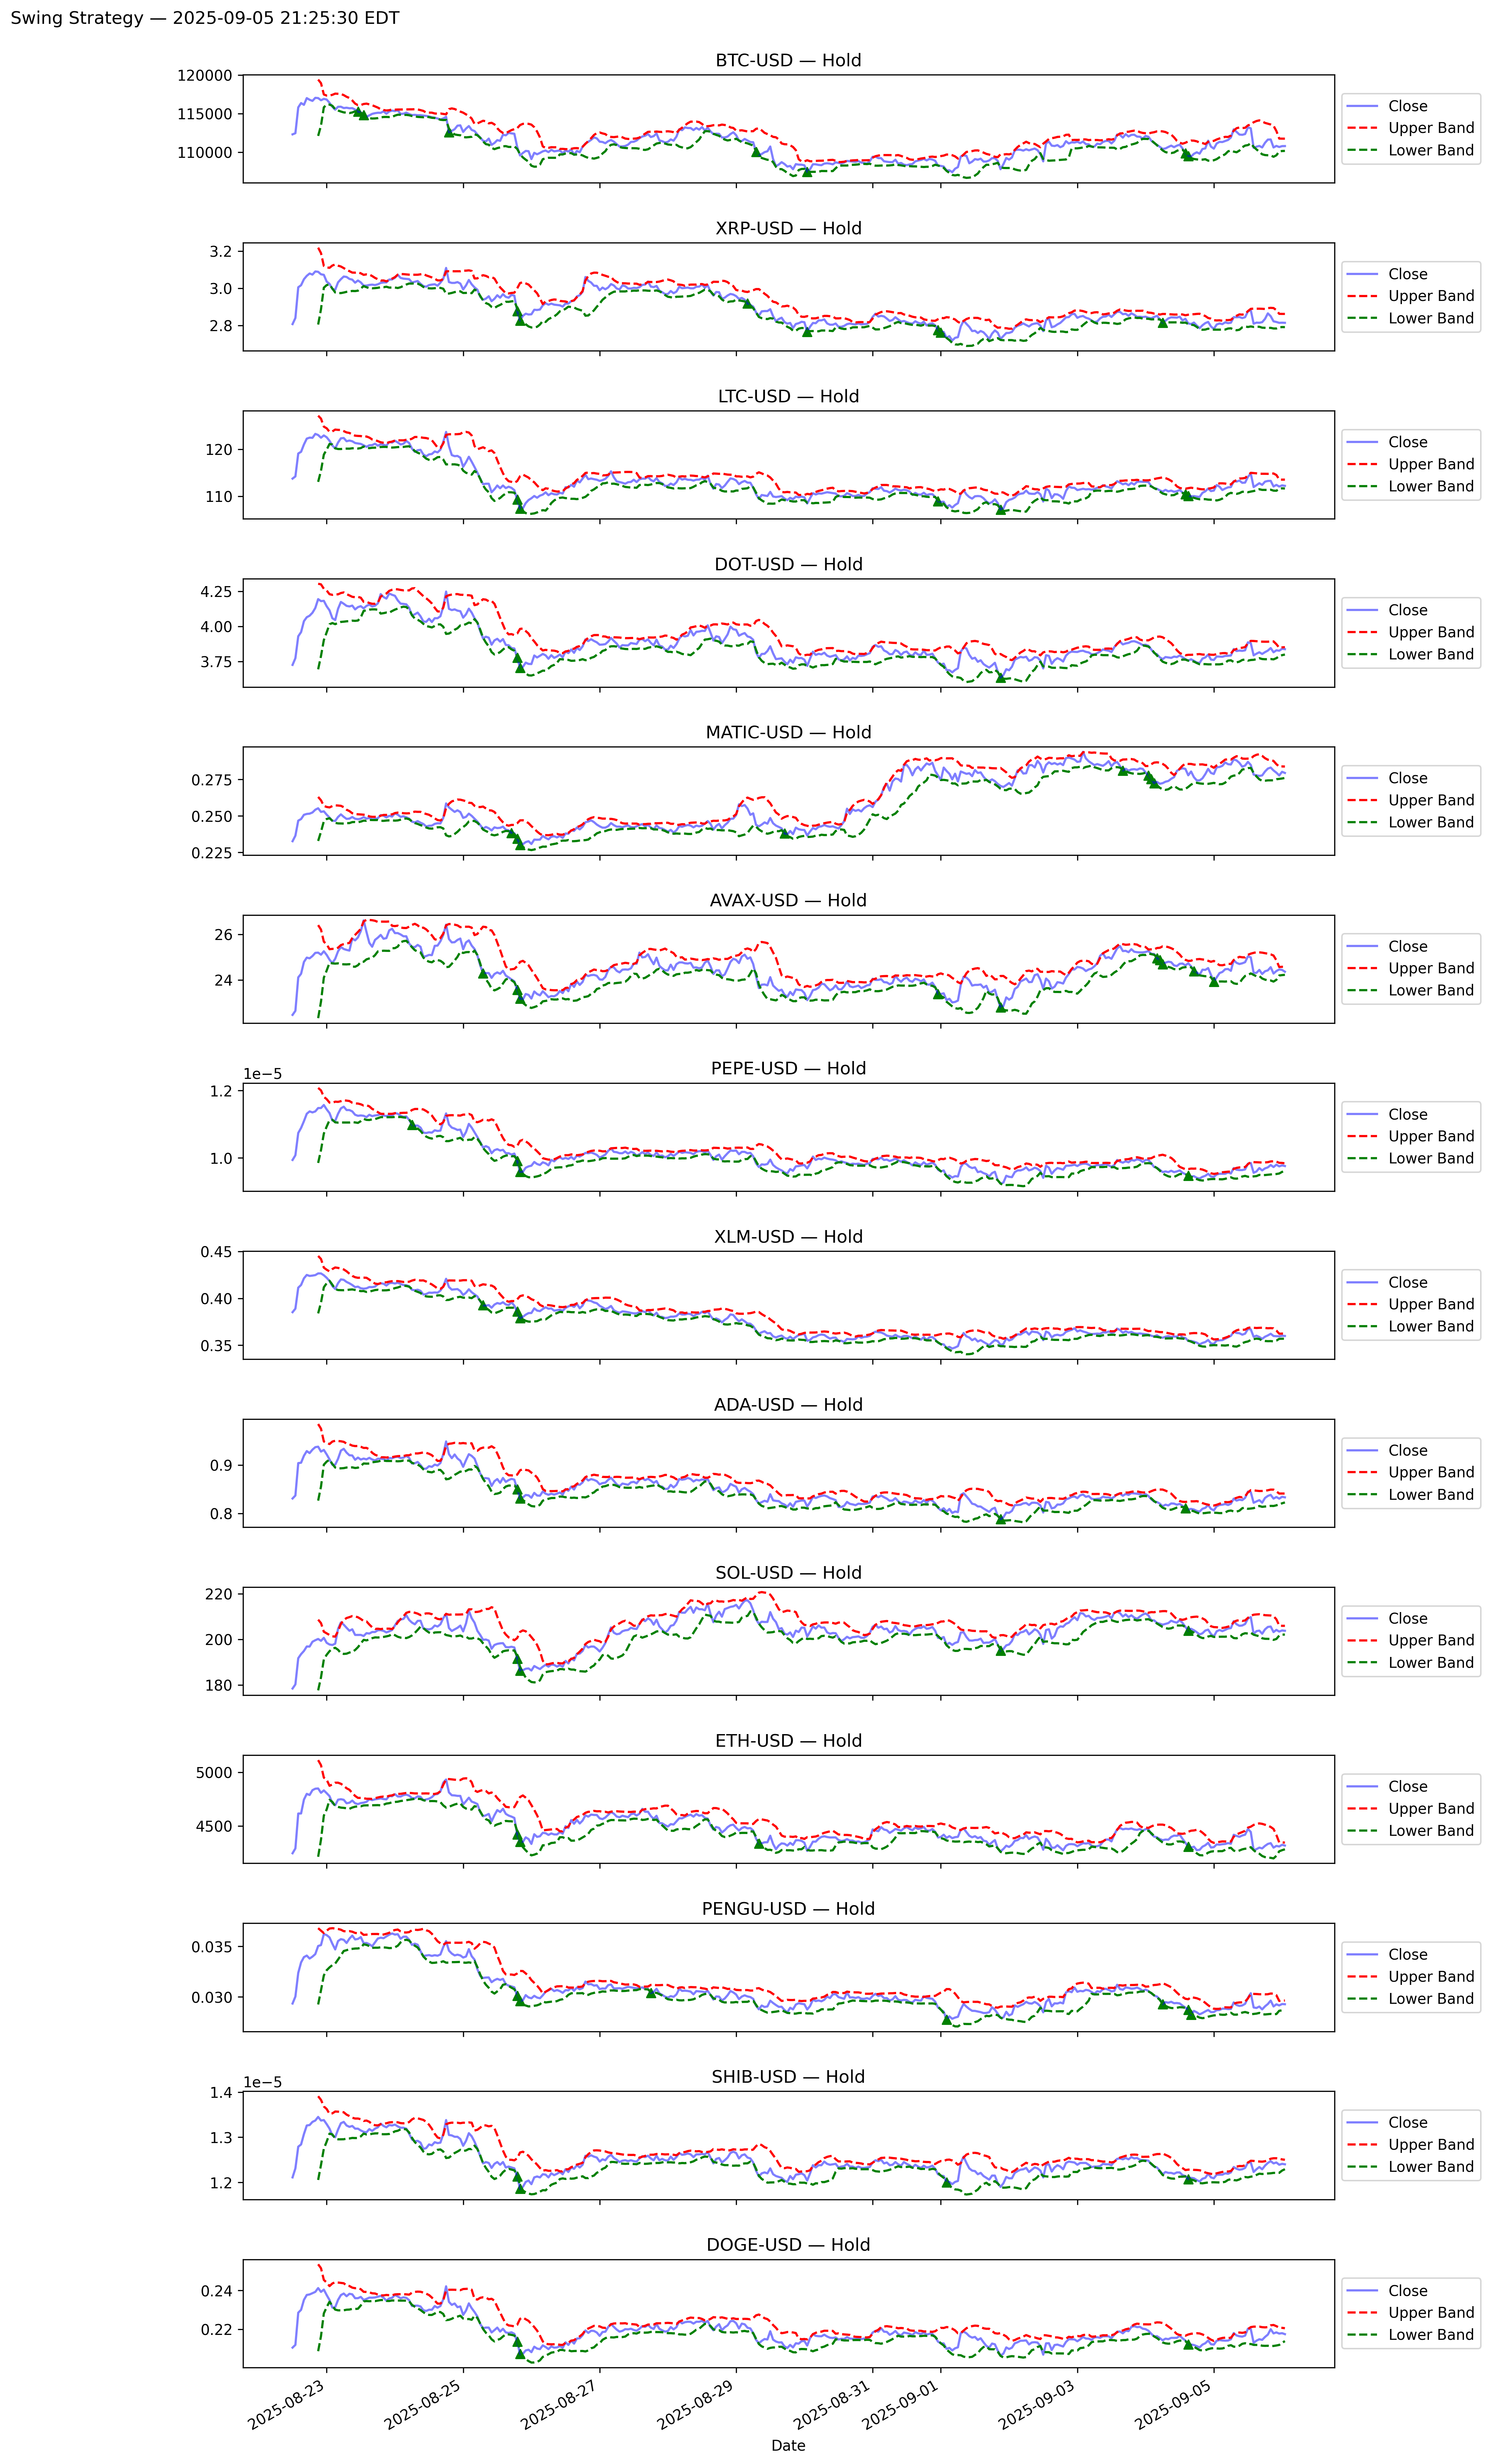 Swing Strategy — 2025-09-05 21:25:30 EDT
BTC-USD — Hold
120000
115000
110000
Close
Upper Band
Lower Band
XRP-USD — Hold
3.2
3.0
2.8
Close
Upper Band
Lower Band
LTC-USD — Hold
120
110
Close
Upper Band
Lower Band
DOT-USD — Hold
4.25
4.00
3.75
Close
Upper Band
Lower Band
MATIC-USD — Hold
0.275
0.250
0.225
Close
Upper Band
Lower Band
AVAX-USD — Hold
26
24
Close
Upper Band
Lower Band
PEPE-USD — Hold
1e−5
1.2
1.0
Close
Upper Band
Lower Band
XLM-USD — Hold
0.45
0.40
0.35
Close
Upper Band
Lower Band
ADA-USD — Hold
0.9
0.8
Close
Upper Band
Lower Band
SOL-USD — Hold
220
200
180
Close
Upper Band
Lower Band
ETH-USD — Hold
5000
4500
Close
Upper Band
Lower Band
PENGU-USD — Hold
0.035
0.030
Close
Upper Band
Lower Band
SHIB-USD — Hold
1e−5
1.4
1.3
1.2
Close
Upper Band
Lower Band
DOGE-USD — Hold
0.24
0.22
Close
Upper Band
Lower Band
2025-08-23
2025-08-25
2025-08-27
2025-08-29
2025-08-31
2025-09-01
2025-09-03
2025-09-05
Date